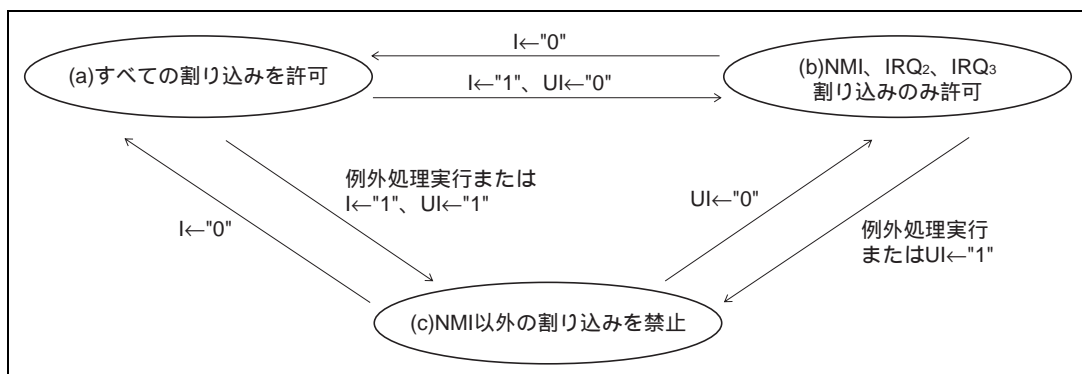 I←"0"
(a)すべての割り込みを許可
(b)NMI、IRQ2、IRQ3
割り込みのみ許可
I←"1"、UI←"0"
例外処理実行または
I←"1"、UI←"1"
UI←"0"
I←"0"
例外処理実行
またはUI←"1"
(c)NMI以外の割り込みを禁止